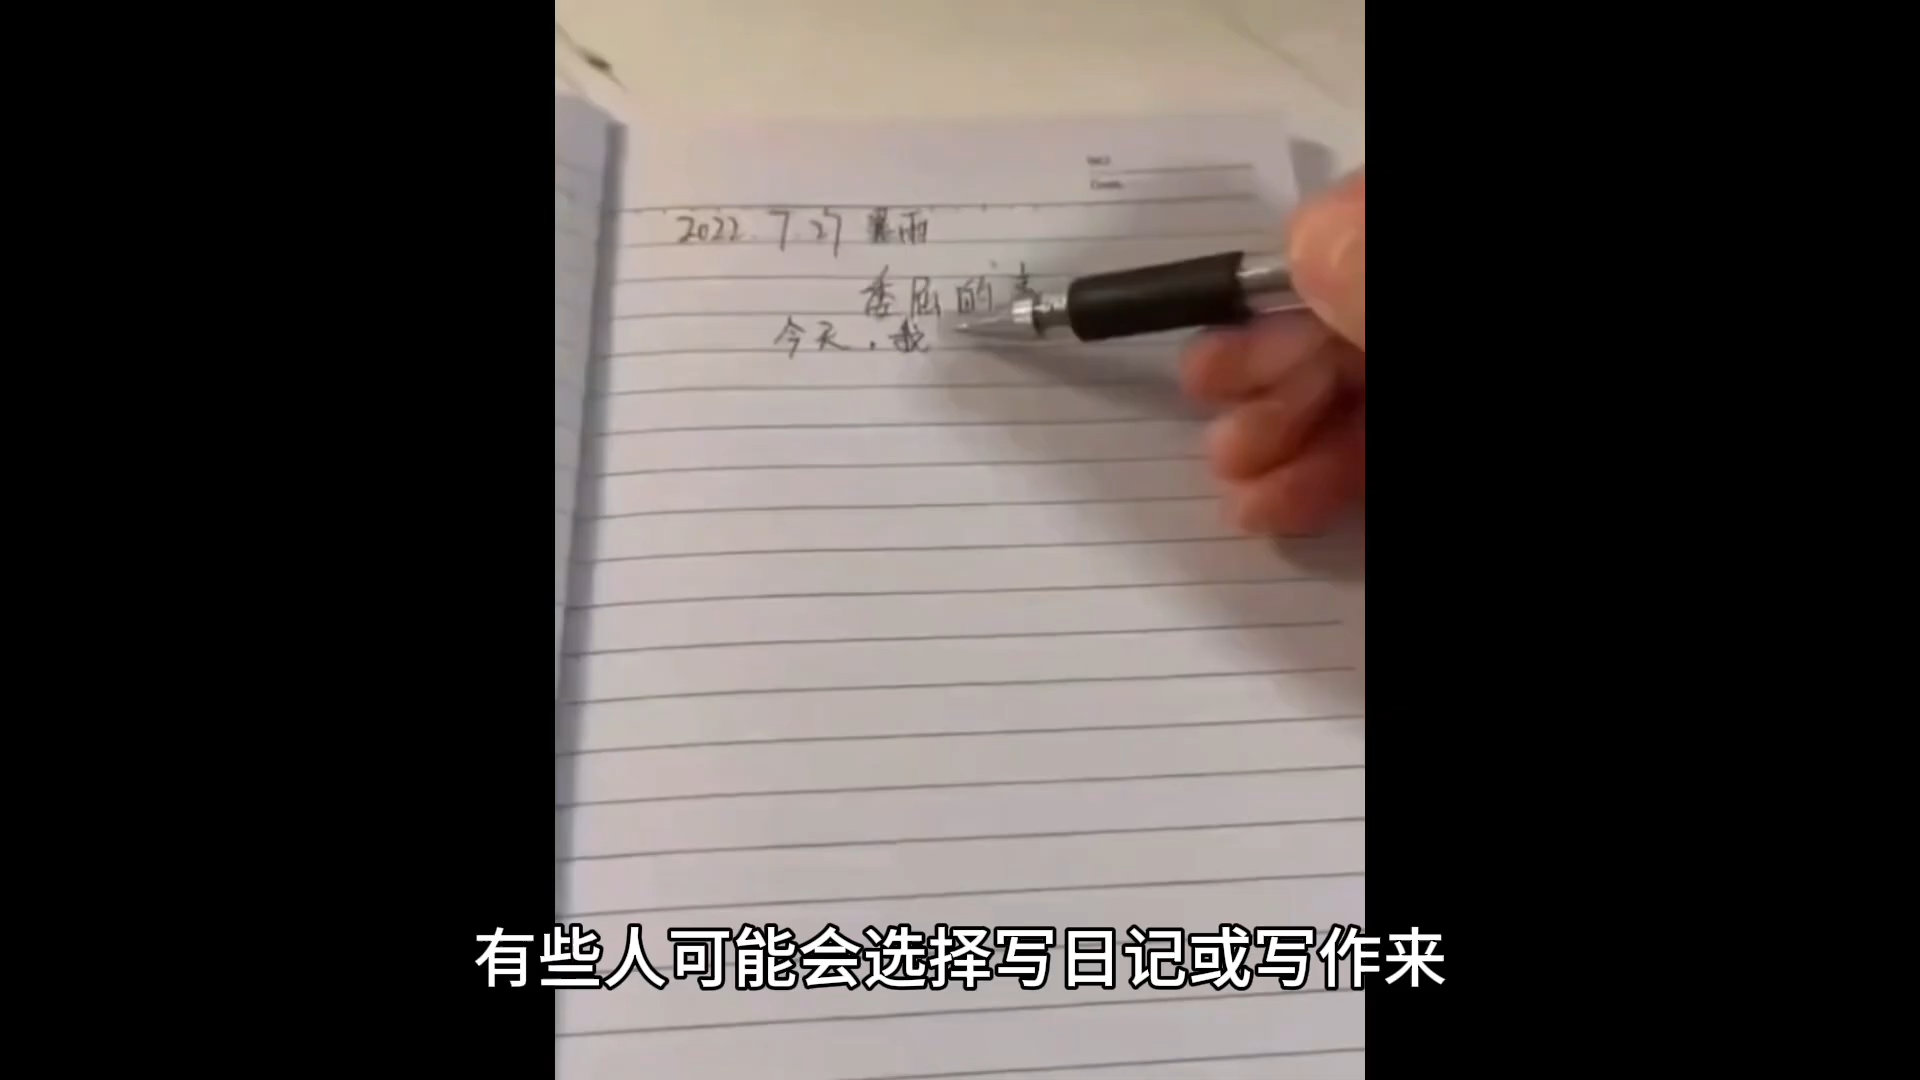 2022.7.27 暴雨
委屈的
今天，我
有些人可能会选择写日记或写作来